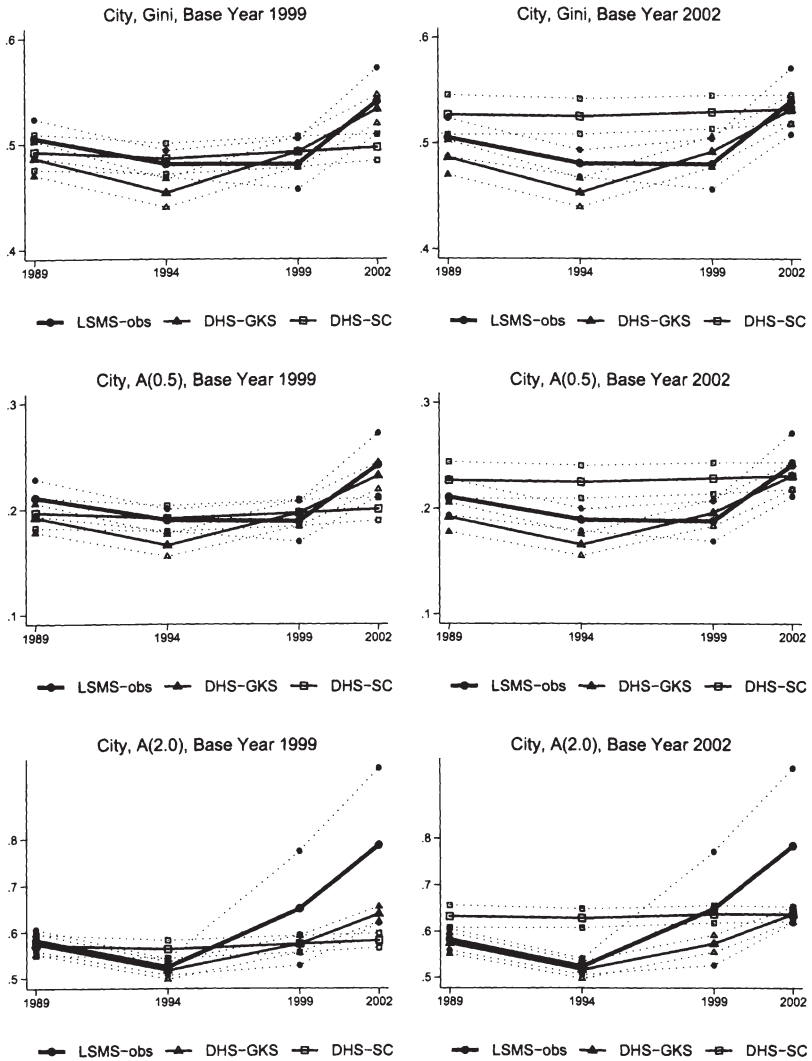 City, Gini, Base Year 1999
.6
.5
.4
1989 1994 1999 2002
LSMS-obs DHS-GKS DHS-SC
City, Gini, Base Year 2002
.6
.5
.4
1989 1994 1999 2002
LSMS-obs DHS-GKS DHS-SC
City, A(0.5), Base Year 1999
.3
.2
.1
1989 1994 1999 2002
LSMS-obs DHS-GKS DHS-SC
City, A(0.5), Base Year 2002
.3
.2
.1
1989 1994 1999 2002
LSMS-obs DHS-GKS DHS-SC
City, A(2.0), Base Year 1999
.8
.7
.6
.5
1989 1994 1999 2002
LSMS-obs DHS-GKS DHS-SC
City, A(2.0), Base Year 2002
.8
.7
.6
.5
1989 1994 1999 2002
LSMS-obs DHS-GKS DHS-SC